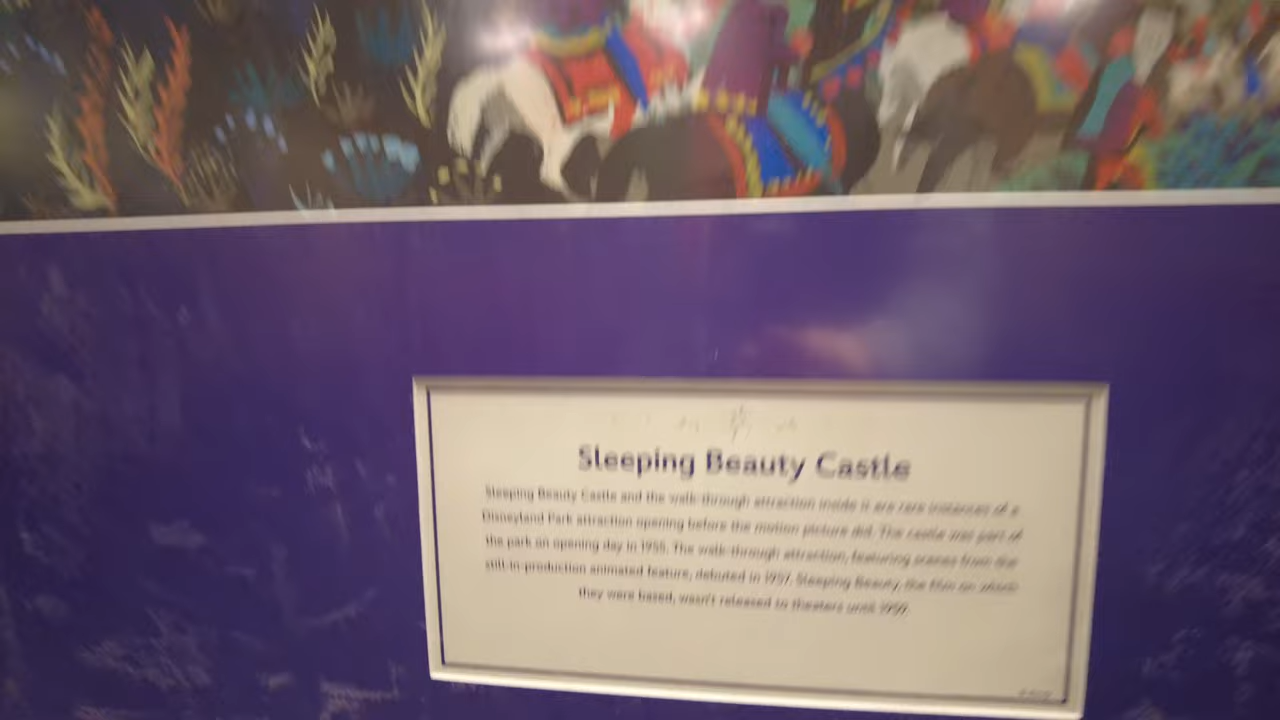 Sleeping Beauty Castle
Sleeping Beauty Castle and the walk-through attraction inside it are rare instances of a
Disneyland Park attraction opening before the motion picture did. The castle was part of
the park on opening day in 1955. The walk-through attraction, featuring scenes from the
still-in-production animated feature, debuted in 1957. Sleeping Beauty, the film on which
they were based, wasn't released to theaters until 1959.